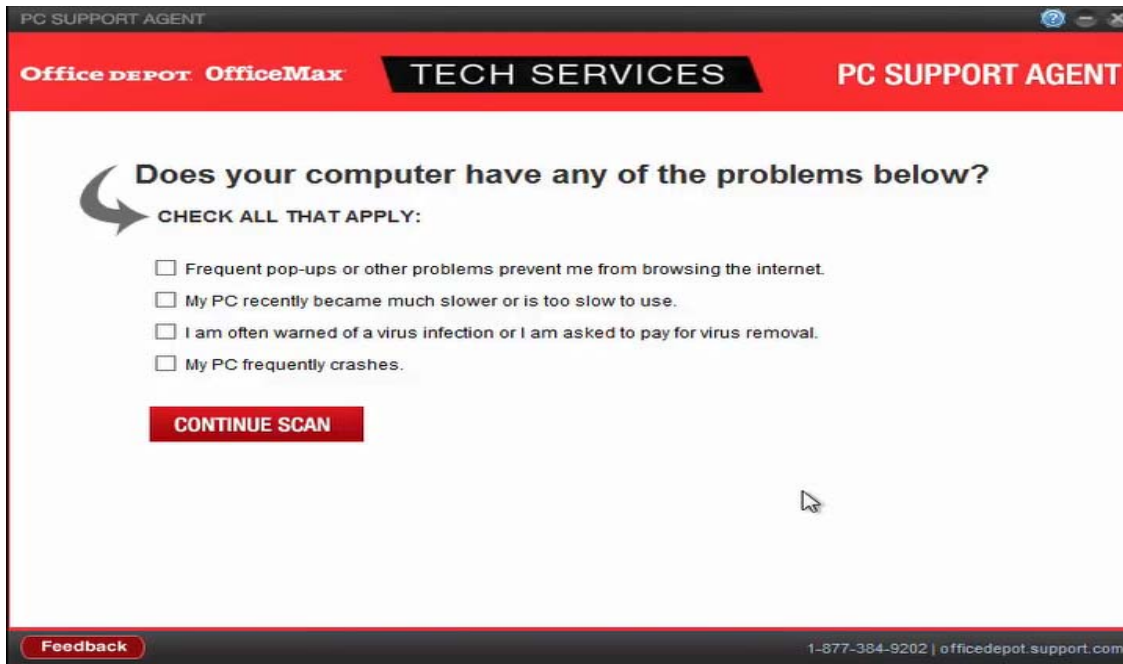 PC SUPPORT AGENT
Office DEPOT OfficeMax TECH SERVICES PC SUPPORT AGENT
Does your computer have any of the problems below?
CHECK ALL THAT APPLY:
Frequent pop-ups or other problems prevent me from browsing the internet.
My PC recently became much slower or is too slow to use.
I am often warned of a virus infection or I am asked to pay for virus removal.
My PC frequently crashes.
CONTINUE SCAN
Feedback 1-877-384-9202 | officedepot.support.com